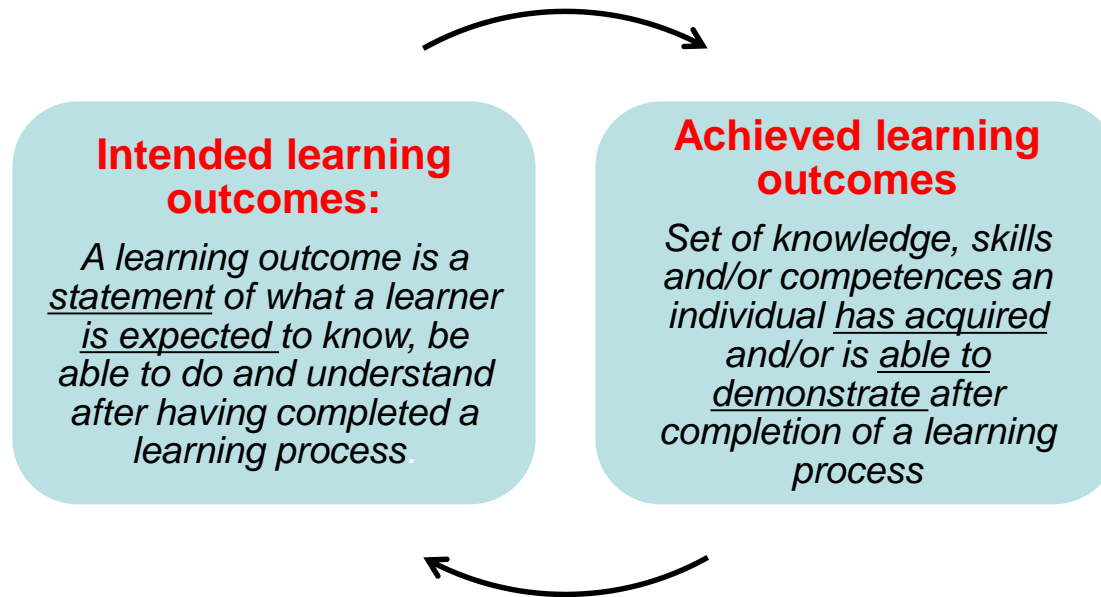 Intended learning
outcomes:
A learning outcome is a
statement of what a learner
is expected to know, be
able to do and understand
after having completed a
learning process.
Achieved learning
outcomes
Set of knowledge, skills
and/or competences an
individual has acquired
and/or is able to
demonstrate after
completion of a learning
process